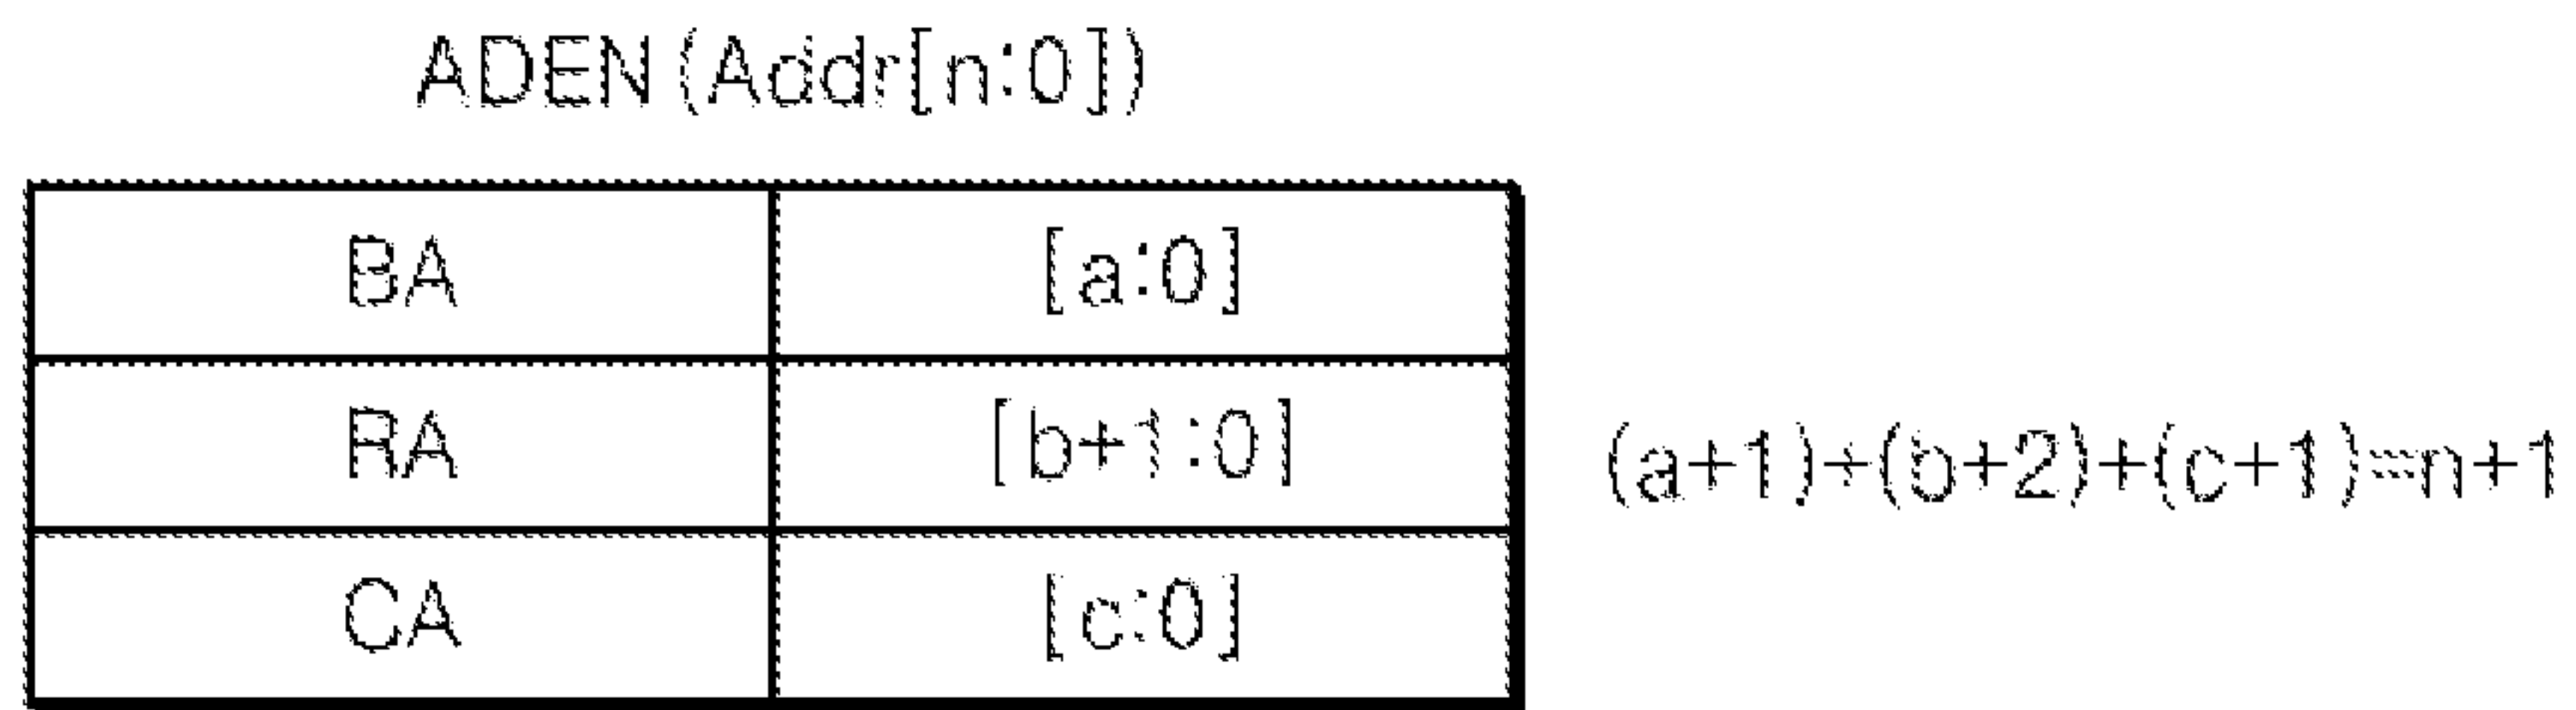 ADEN(Addr[n:0])
BA [a:0]
RA [b+1:0]
(a+1)+(b+2)+(c+1)=n+1
CA [c:0]